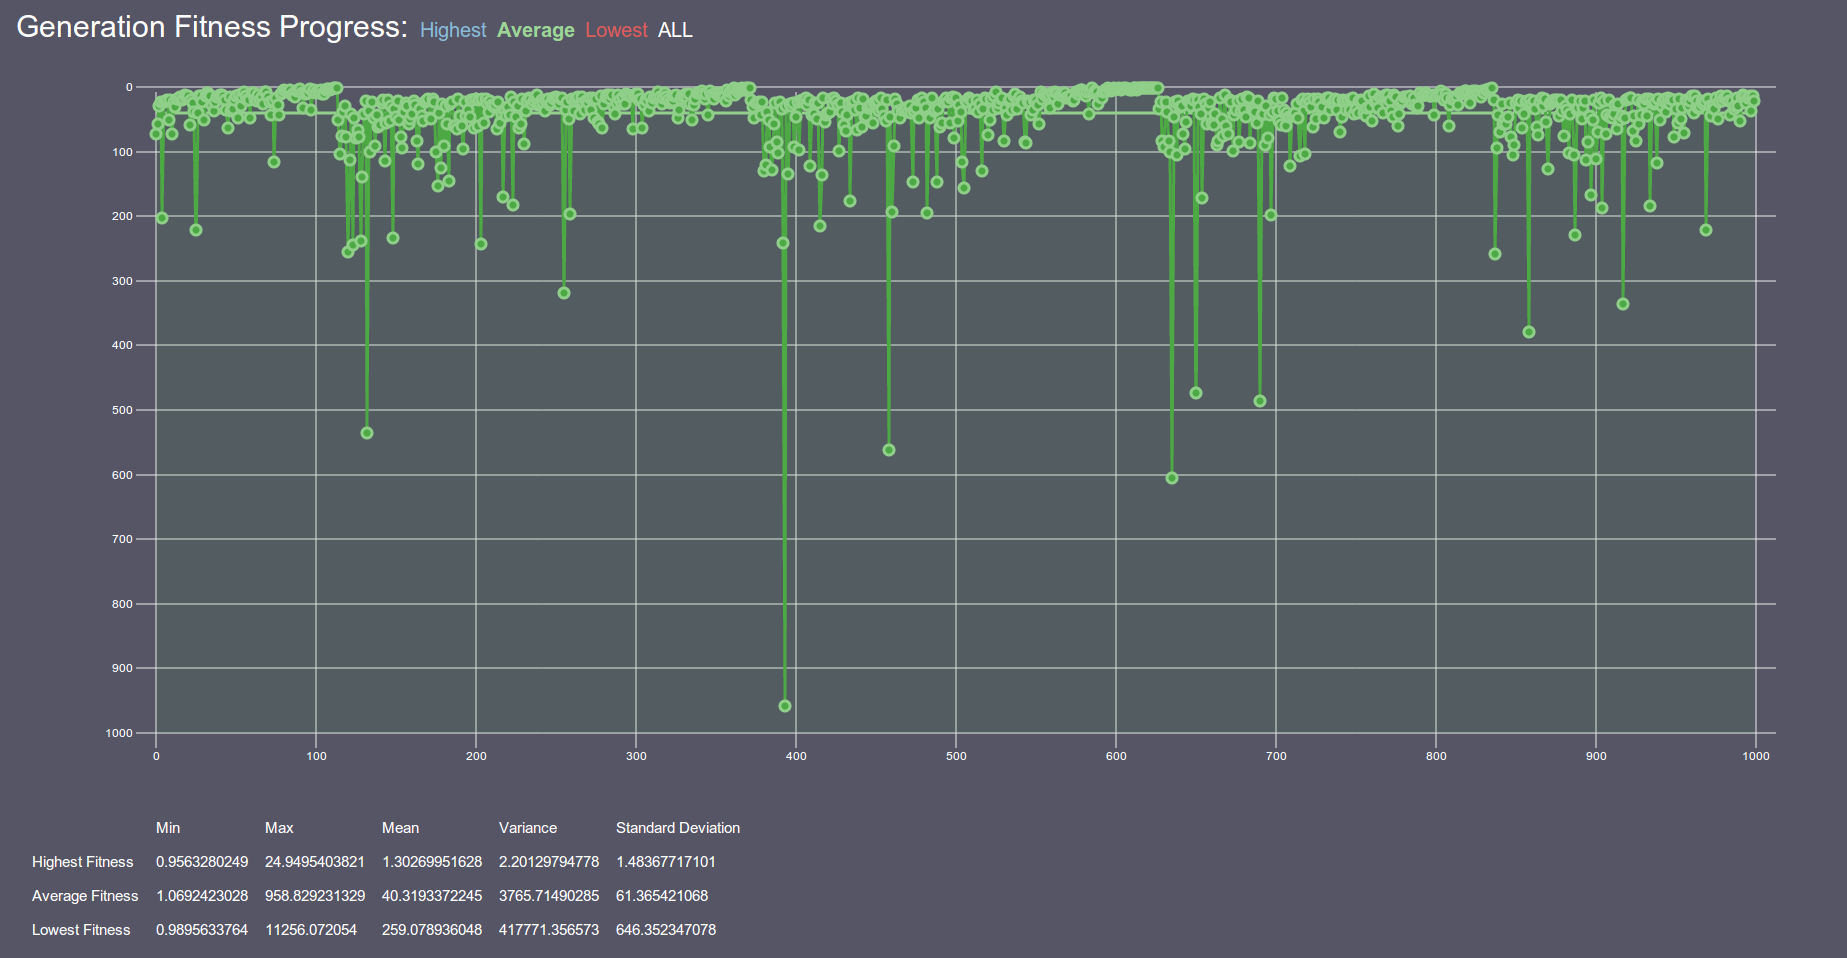 Generation Fitness Progress: Highest Average Lowest ALL
0
100
200
300
400
500
600
700
800
900
1000
0 100 200 300 400 500 600 700 800 900 1000
Min Max Mean Variance Standard Deviation
Highest Fitness 0.9563280249 24.9495403821 1.30269951628 2.20129794778 1.48367717101
Average Fitness 1.0692423028 958.829231329 40.3193372245 3765.71490285 61.365421068
Lowest Fitness 0.9895633764 11256.072054 259.078936048 417771.356573 646.352347078